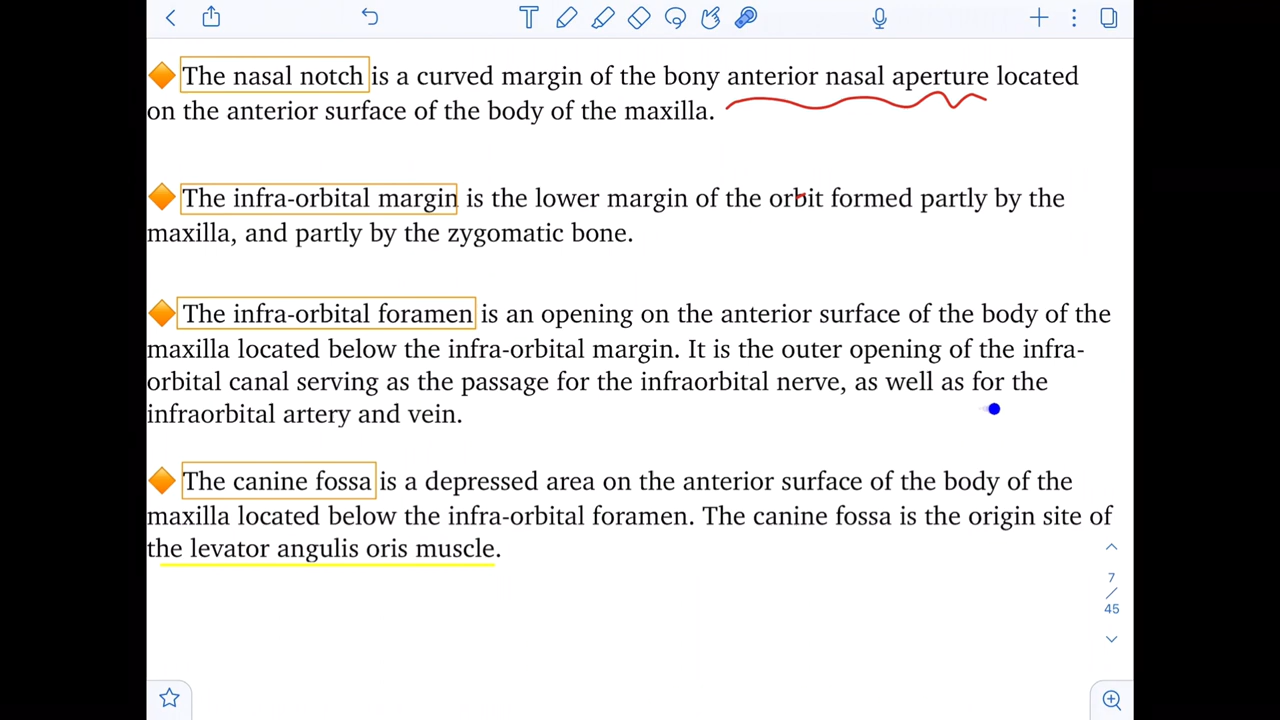 The nasal notch is a curved margin of the bony anterior nasal aperture located
on the anterior surface of the body of the maxilla.
The infra-orbital margin is the lower margin of the orbit formed partly by the
maxilla, and partly by the zygomatic bone.
The infra-orbital foramen is an opening on the anterior surface of the body of the
maxilla located below the infra-orbital margin. It is the outer opening of the infra-
orbital canal serving as the passage for the infraorbital nerve, as well as for the
infraorbital artery and vein.
The canine fossa is a depressed area on the anterior surface of the body of the
maxilla located below the infra-orbital foramen. The canine fossa is the origin site of
the levator angulis oris muscle.
7
/
45